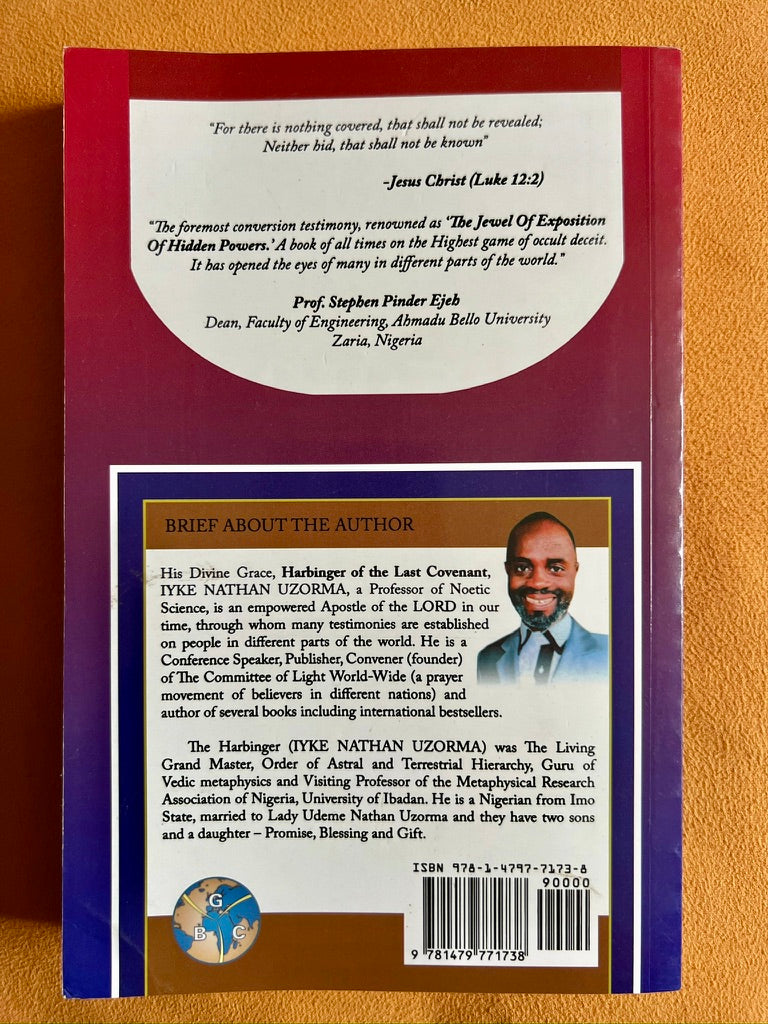 "For there is nothing covered, that shall not be revealed;
Neither hid, that shall not be known"
-Jesus Christ (Luke 12:2)
"The foremost conversion testimony, renowned as 'The Jewel Of Exposition
Of Hidden Powers.' A book of all times on the Highest game of occult deceit.
It has opened the eyes of many in different parts of the world."
Prof. Stephen Pinder Ejeh
Dean, Faculty of Engineering, Ahmadu Bello University
Zaria, Nigeria
BRIEF ABOUT THE AUTHOR
His Divine Grace, Harbinger of the Last Covenant,
IYKE NATHAN UZORMA, a Professor of Noetic
Science, is an empowered Apostle of the LORD in our
time, through whom many testimonies are established
on people in different parts of the world. He is a
Conference Speaker, Publisher, Convener (founder)
of The Committee of Light World-Wide (a prayer
movement of believers in different nations) and
author of several books including international bestsellers.
The Harbinger (IYKE NATHAN UZORMA) was The Living
Grand Master, Order of Astral and Terrestrial Hierarchy, Guru of
Vedic metaphysics and Visiting Professor of the Metaphysical Research
Association of Nigeria, University of Ibadan. He is a Nigerian from Imo
State, married to Lady Udeme Nathan Uzorma and they have two sons
and a daughter – Promise, Blessing and Gift.
ISBN 978-1-4797-7173-8
90000
9 781479 771738
G
B C